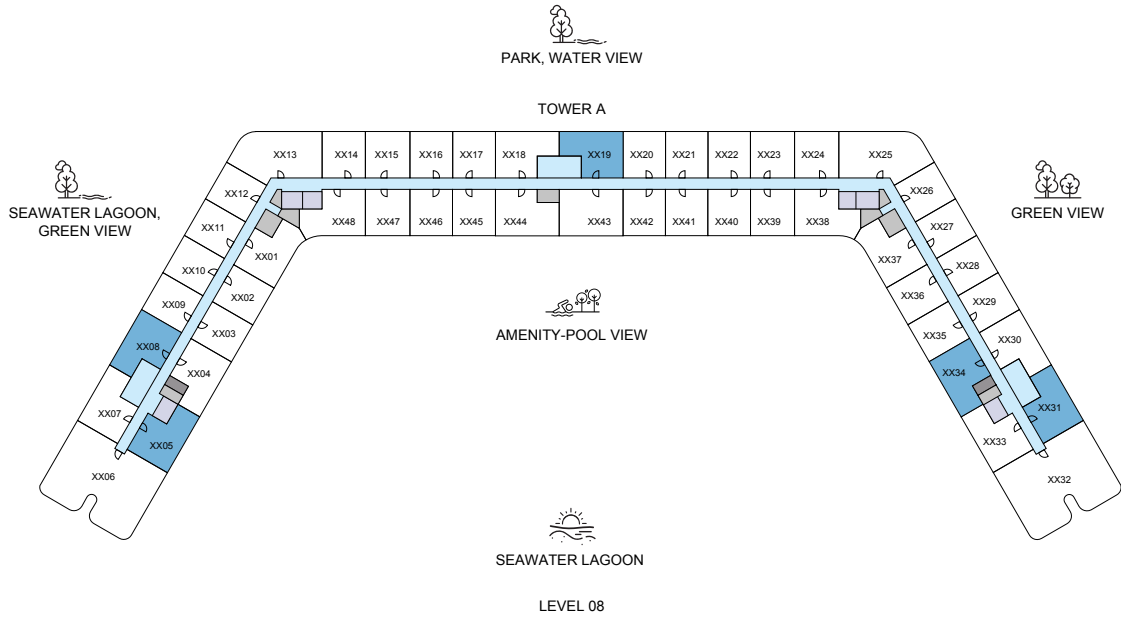 PARK, WATER VIEW
TOWER A
XX13
XX14
XX15
XX16
XX17
XX18
XX19
XX20
XX21
XX22
XX23
XX24
XX25
SEAWATER LAGOON,
GREEN VIEW
GREEN VIEW
XX12
XX11
XX10
XX09
XX08
XX07
XX06
XX05
XX04
XX03
XX02
XX01
XX48
XX47
XX46
XX45
XX44
XX43
XX42
XX41
XX40
XX39
XX38
XX37
XX36
XX35
XX34
XX33
XX32
XX31
XX30
XX29
XX28
XX27
XX26
AMENITY-POOL VIEW
SEAWATER LAGOON
LEVEL 08